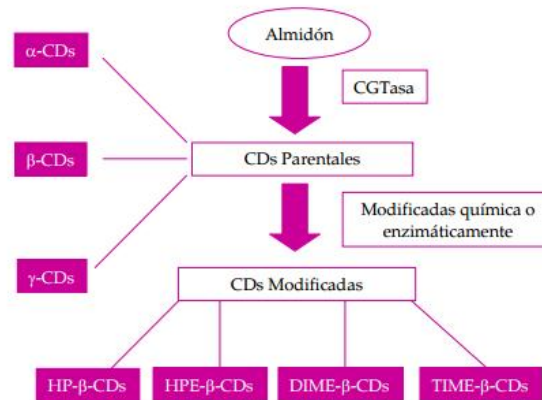 Almidón
α-CDs
CGTasa
β-CDs
CDs Parentales
Modificadas química o
enzimáticamente
γ-CDs
CDs Modificadas
HP-β-CDs
HPE-β-CDs
DIME-β-CDs
TIME-β-CDs